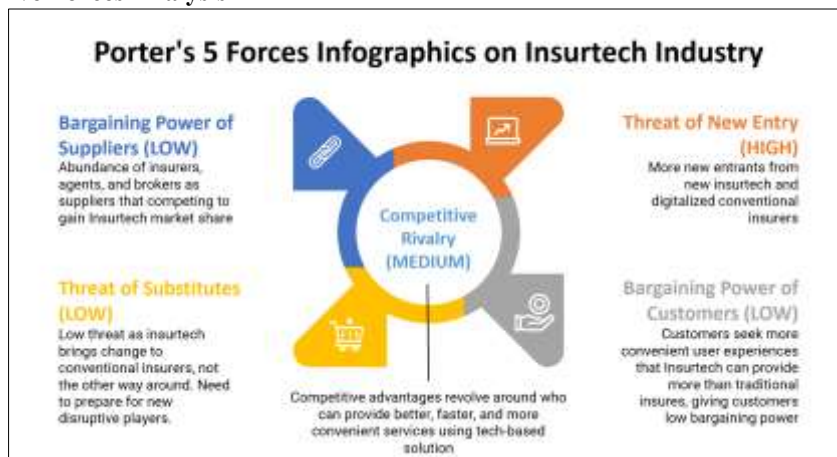 Porter's 5 Forces Infographics on Insurtech Industry
Bargaining Power of
Suppliers (LOW)
Abundance of insurers,
agents, and brokers as
suppliers that competing to
gain Insurtech market share
Threat of New Entry
(HIGH)
More new entrants from
new insurtech and
digitalized conventional
insurers
Competitive
Rivalry
(MEDIUM)
Threat of Substitutes
(LOW)
Low threat as insurtech
brings change to
conventional insurers, not
the other way around. Need
to prepare for new
disruptive players.
Bargaining Power of
Customers (LOW)
Customers seek more
convenient user experiences
that Insurtech can provide
more than traditional
insures, giving customers
low bargaining power
Competitive advantages revolve around who
can provide better, faster, and more
convenient services using tech-based
solution